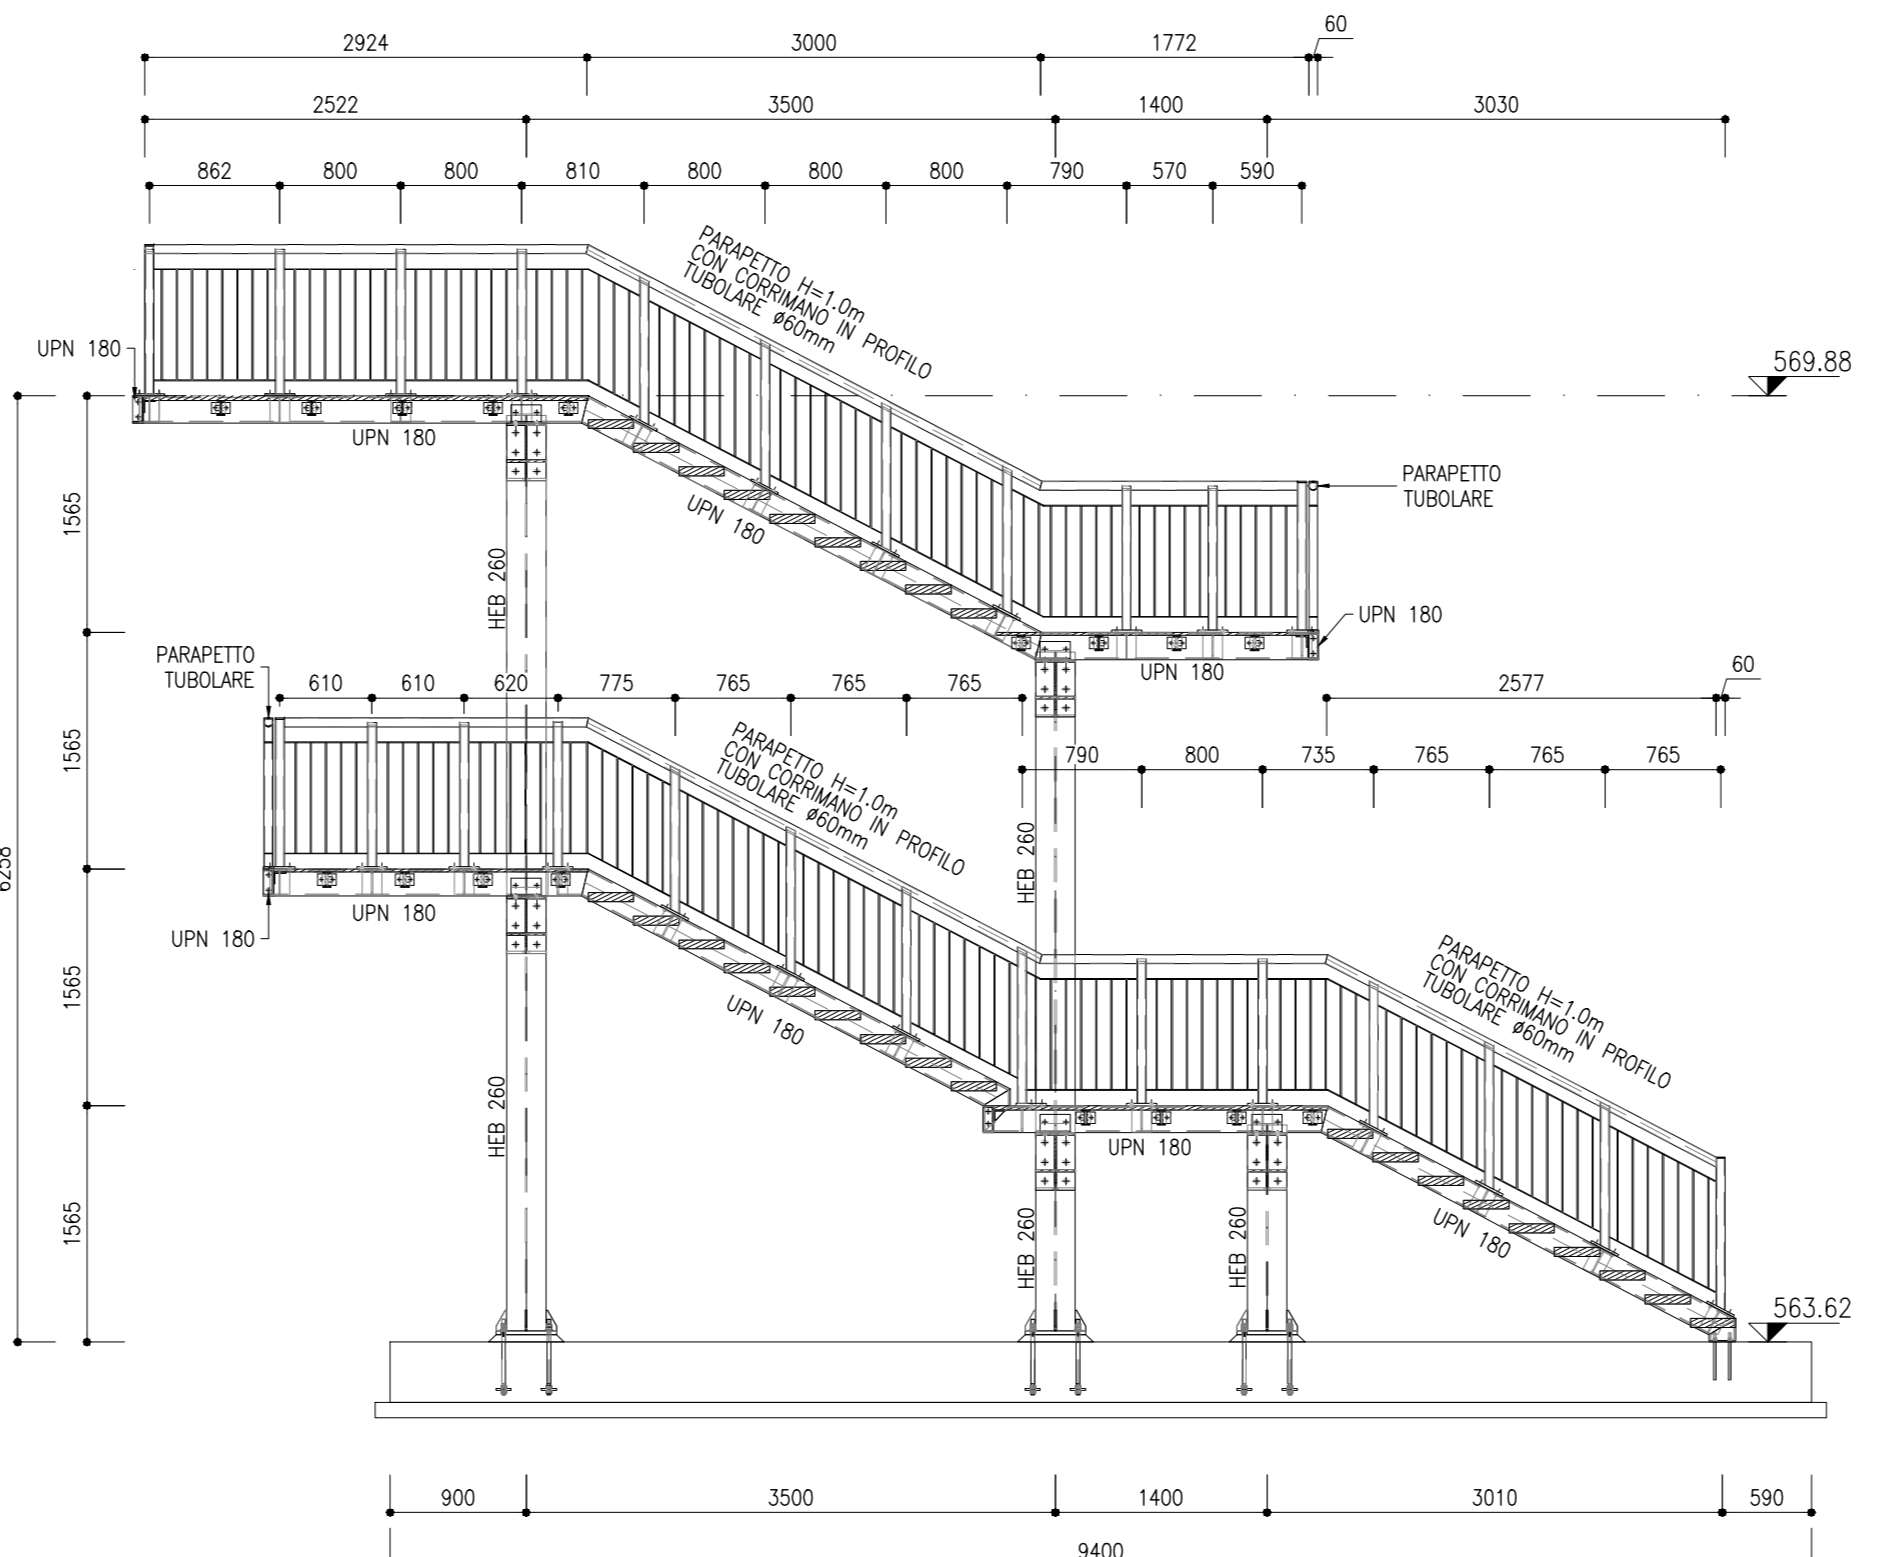 60
2924 3000 1772
2522 3500 1400 3030
862 800 800 810 800 800 800 790 570 590
PARAPETTO H=1.0m
CON CORRIMANO IN PROFILO
TUBOLARE ø60mm
UPN 180
569.88
UPN 180
PARAPETTO
TUBOLARE
UPN 180
1565
HEB 260
UPN 180
PARAPETTO
TUBOLARE
UPN 180
60
610 610 620 775 765 765 765 2577
1565
PARAPETTO H=1.0m
CON CORRIMANO IN PROFILO
TUBOLARE ø60mm
790 800 735 765 765 765
HEB 260
6258
UPN 180
UPN 180
PARAPETTO H=1.0m
CON CORRIMANO IN PROFILO
TUBOLARE ø60mm
1565
UPN 180
HEB 260
UPN 180
1565
HEB 260
HEB 260
UPN 180
563.62
900 3500 1400 3010 590
9400